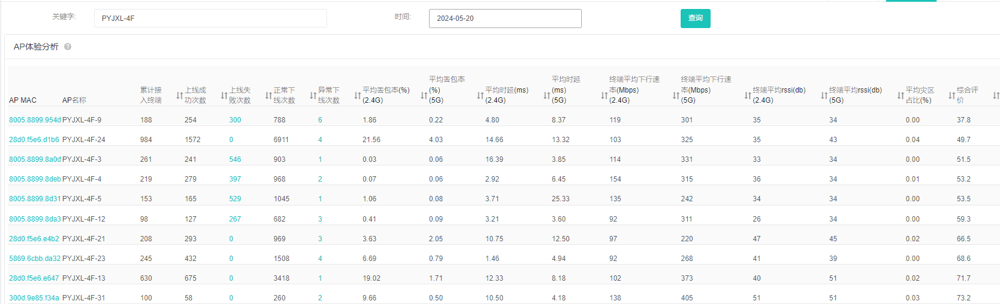 关键字: PYJXL-4F 时间: 2024-05-20 查询
AP体验分析 ?
AP MAC AP名称 累计接入终端 上线成功次数 上线失败次数 正常下线次数 异常下线次数 平均丢包率(%)(2.4G) 平均丢包率(%)(5G) 平均时延(ms)(2.4G) 平均时延(ms)(5G) 终端平均下行速率(Mbps)(2.4G) 终端平均下行速率(Mbps)(5G) 终端平均rssi(db)(2.4G) 终端平均rssi(db)(5G) 平均灾区占比(%) 综合评价
8005.8899.954d PYJXL-4F-9 188 254 300 788 6 1.86 0.22 4.80 8.37 119 301 35 34 0.00 37.8
28d0.f5e6.d1b6 PYJXL-4F-24 984 1572 0 6911 4 21.56 4.03 14.66 13.32 103 325 35 43 0.04 49.7
8005.8899.8a0d PYJXL-4F-3 261 241 546 903 1 0.03 0.06 16.39 3.85 114 331 33 34 0.00 51.5
8005.8899.8deb PYJXL-4F-4 219 279 397 968 2 0.07 0.06 2.92 6.45 154 315 36 34 0.01 53.2
8005.8899.8d31 PYJXL-4F-5 153 165 529 1045 1 1.06 0.08 3.71 25.33 135 242 34 34 0.00 53.5
8005.8899.8da3 PYJXL-4F-12 98 127 267 682 3 0.41 0.09 3.21 3.60 92 311 26 34 0.00 59.3
28d0.f5e6.e4b2 PYJXL-4F-21 208 293 0 969 3 3.63 2.05 10.75 12.50 97 220 47 45 0.02 66.5
5869.6cbb.da32 PYJXL-4F-23 245 432 0 1508 4 6.69 0.79 1.46 4.94 92 268 41 39 0.00 68.6
28d0.f5e6.e647 PYJXL-4F-13 630 675 0 3418 1 19.02 1.71 12.33 8.18 102 373 40 51 0.02 71.7
300d.9e85.f34a PYJXL-4F-31 100 58 0 260 2 9.66 0.50 10.50 4.18 138 405 51 51 0.03 73.2